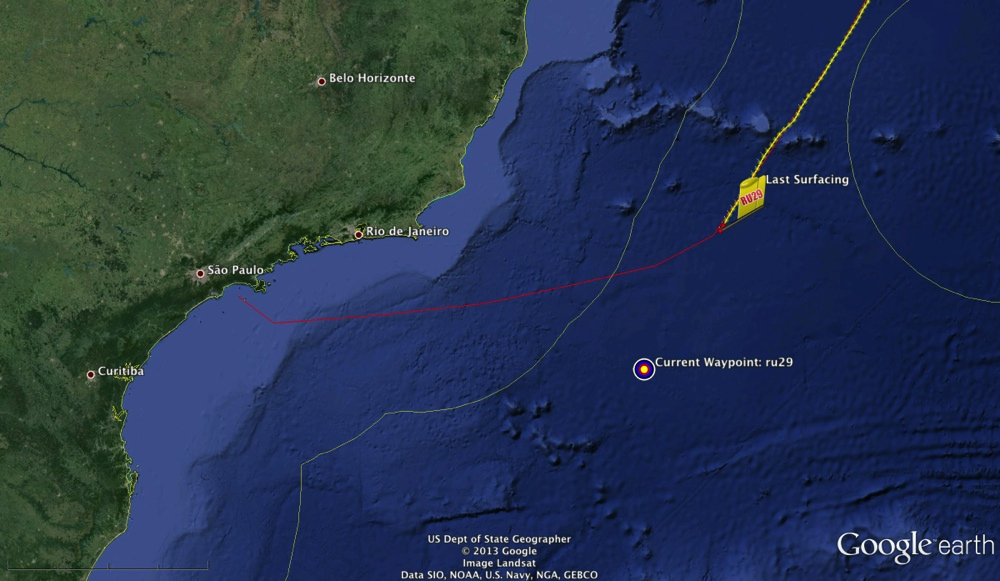 Belo Horizonte
Last Surfacing
RU29
Rio de Janeiro
São Paulo
Current Waypoint: ru29
Curitiba
US Dept of State Geographer
© 2013 Google
Image Landsat
Data SIO, NOAA, U.S. Navy, NGA, GEBCO
Google earth